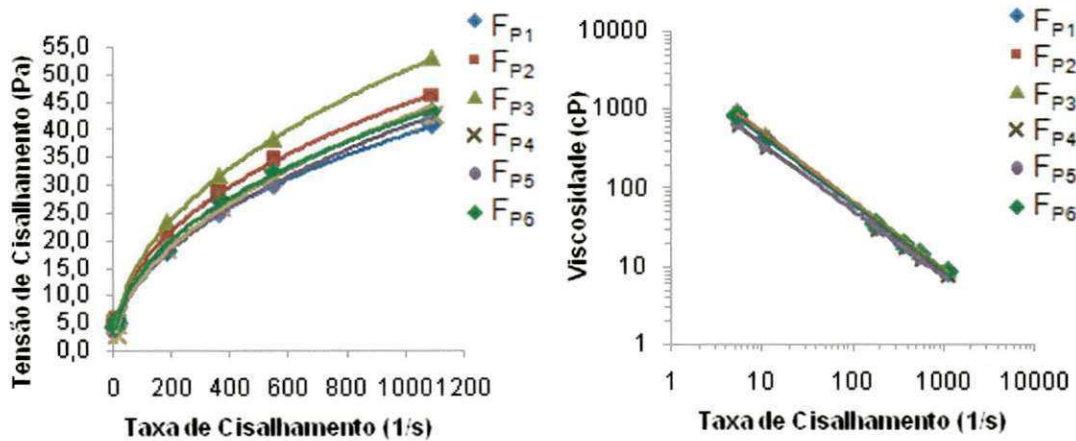 Tensão de Cisalhamento (Pa)
55,0
50,0
45,0
40,0
35,0
30,0
25,0
20,0
15,0
10,0
5,0
0,0
0 200 400 600 800 1000 1200
Taxa de Cisalhamento (1/s)
FP1
FP2
FP3
FP4
FP5
FP6
Viscosidade (cP)
10000
1000
100
10
1
1 10 100 1000 10000
Taxa de Cisalhamento (1/s)
FP1
FP2
FP3
FP4
FP5
FP6